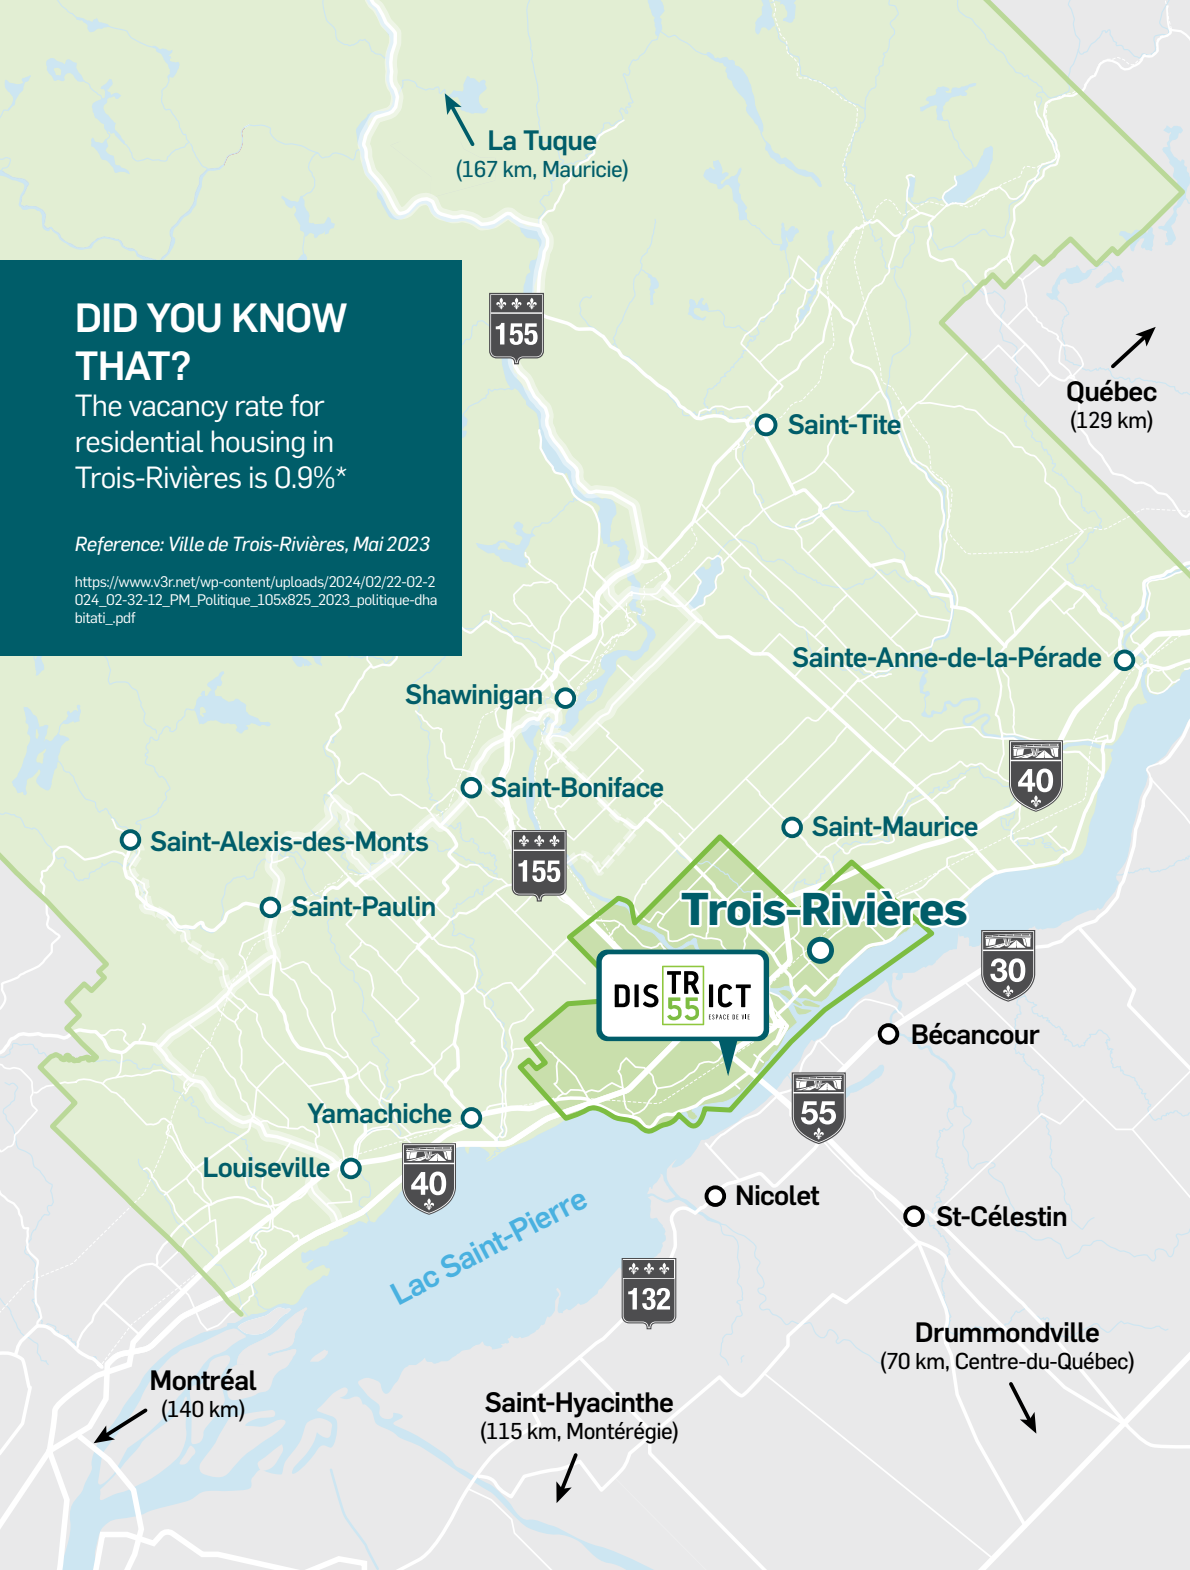 La Tuque
(167 km, Mauricie)
DID YOU KNOW
THAT?
The vacancy rate for
residential housing in
Trois-Rivières is 0.9%*
Reference: Ville de Trois-Rivières, Mai 2023
https://www.v3r.net/wp-content/uploads/2024/02/22-02-2
024_02-32-12_PM_Politique_105x825_2023_politique-dha
bitati_.pdf
155
Québec
(129 km)
Saint-Tite
Sainte-Anne-de-la-Pérade
Shawinigan
40
Saint-Boniface
Saint-Maurice
Saint-Alexis-des-Monts
155
Saint-Paulin
Trois-Rivières
30
DISTRICT
55
ESPACE DE VIE
Bécancour
55
Yamachiche
Louiseville
40
Nicolet
St-Célestin
Lac Saint-Pierre
132
Drummondville
(70 km, Centre-du-Québec)
Montréal
(140 km)
Saint-Hyacinthe
(115 km, Montérégie)